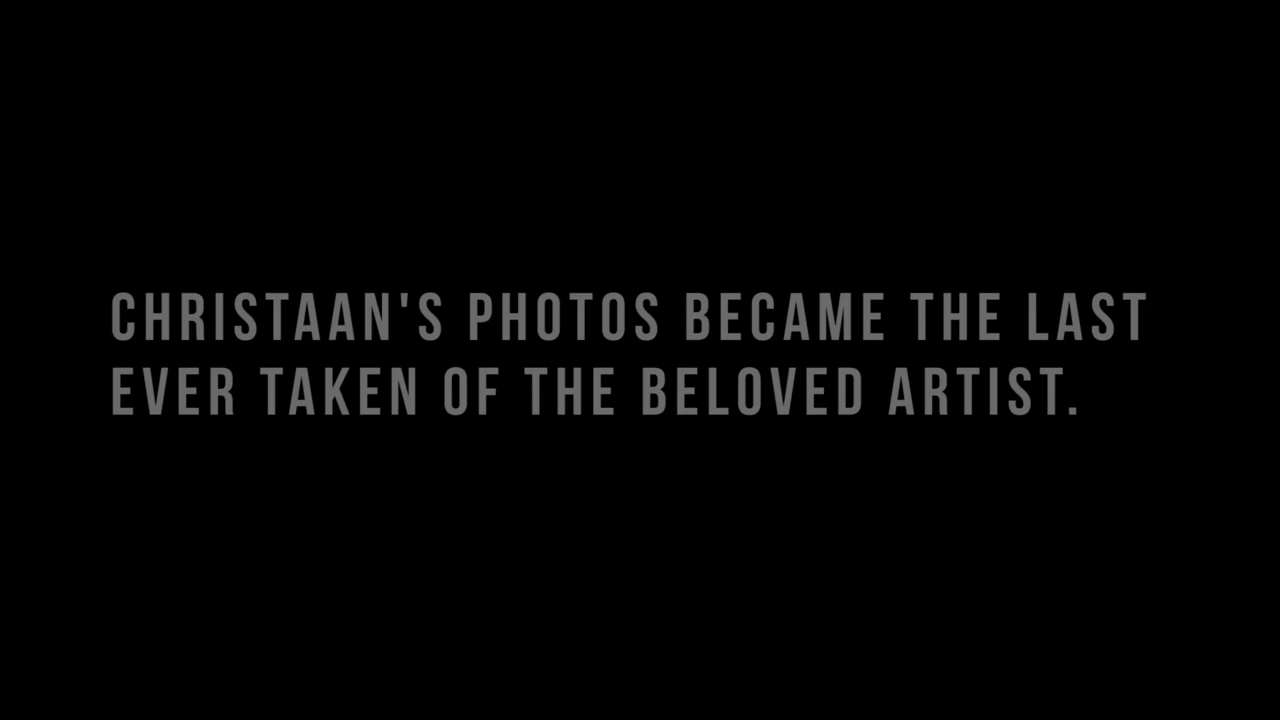 CHRISTAAN'S PHOTOS BECAME THE LAST
EVER TAKEN OF THE BELOVED ARTIST.